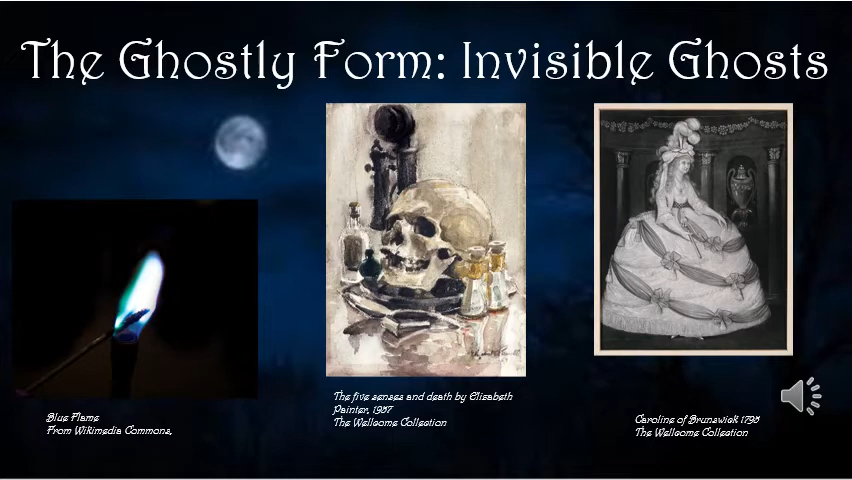 The Ghostly Form: Invisible Ghosts
Blue Flame
From Wikimedia Commons,
The five senses and death by Elisabeth
Painter, 1987
The Wellcome Collection
Caroline of Brunswick 1795
The Wellcome Collection